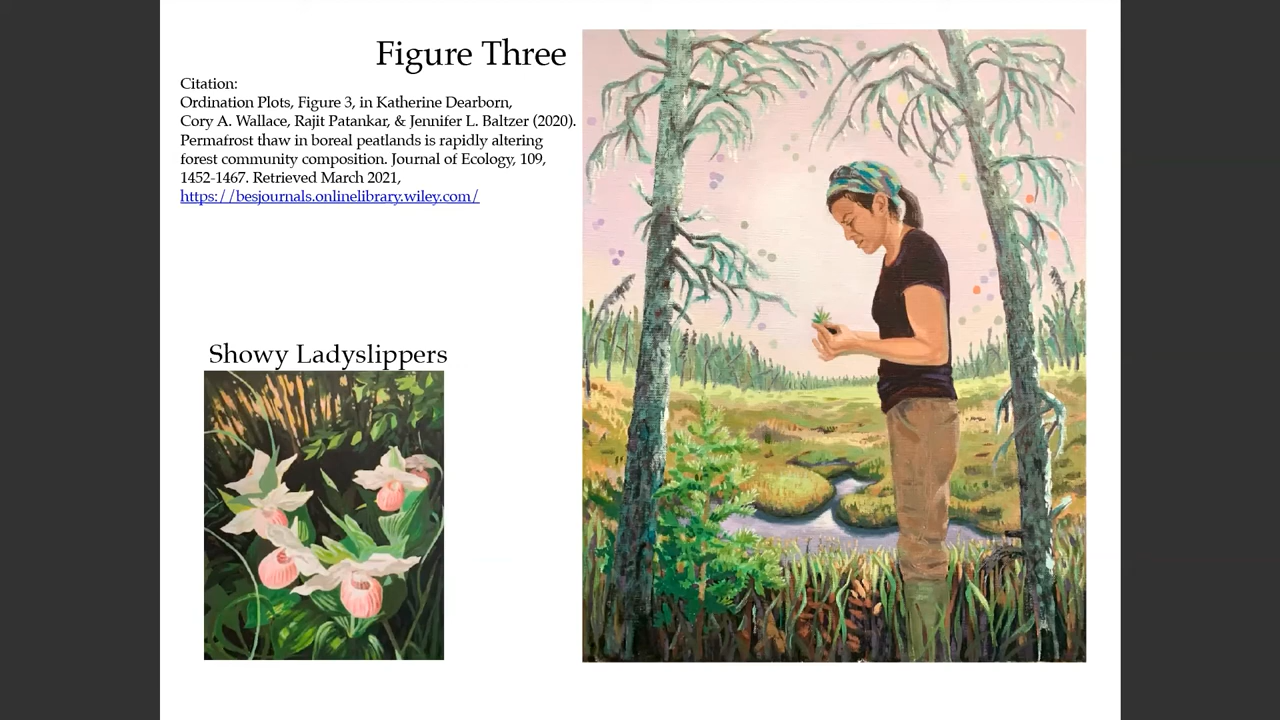 Figure Three
Citation:
Ordination Plots, Figure 3, in Katherine Dearborn,
Cory A. Wallace, Rajit Patankar, & Jennifer L. Baltzer (2020).
Permafrost thaw in boreal peatlands is rapidly altering
forest community composition. Journal of Ecology, 109,
1452-1467. Retrieved March 2021,
https://besjournals.onlinelibrary.wiley.com/
Showy Ladyslippers